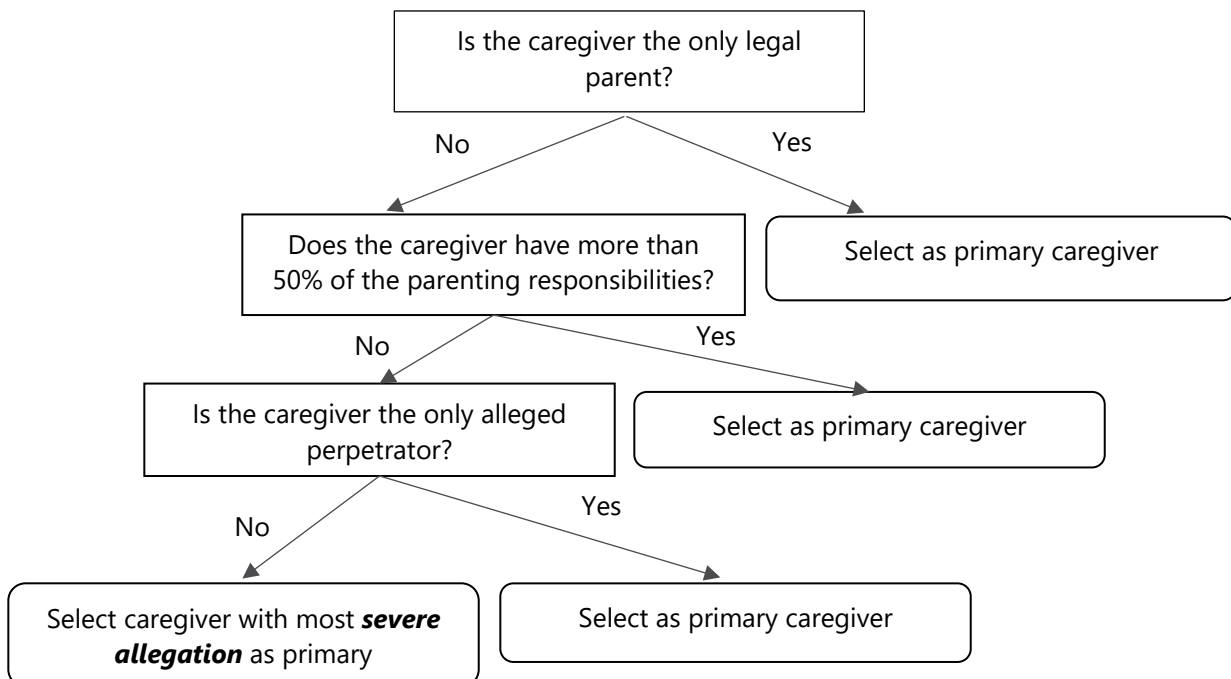 Is the caregiver the only legal
parent?
No
Yes
Does the caregiver have more than
50% of the parenting responsibilities?
Select as primary caregiver
No
Yes
Is the caregiver the only alleged
perpetrator?
Select as primary caregiver
No
Yes
Select caregiver with most severe
allegation as primary
Select as primary caregiver